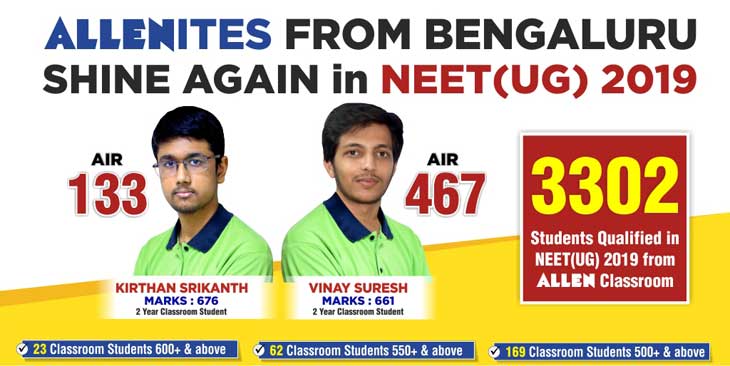 ALLENITES FROM BENGALURU
SHINE AGAIN in NEET(UG) 2019
AIR
133
AIR
467
KIRTHAN SRIKANTH
MARKS : 676
2 Year Classroom Student
VINAY SURESH
MARKS : 661
2 Year Classroom Student
3302
Students Qualified in
NEET(UG) 2019 from
ALLEN Classroom
23 Classroom Students 600+ & above
62 Classroom Students 550+ & above
169 Classroom Students 500+ & above